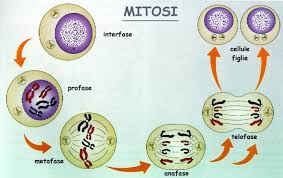 MITOSI
interfase
profase
metafase
anafase
telofase
cellule
figlie